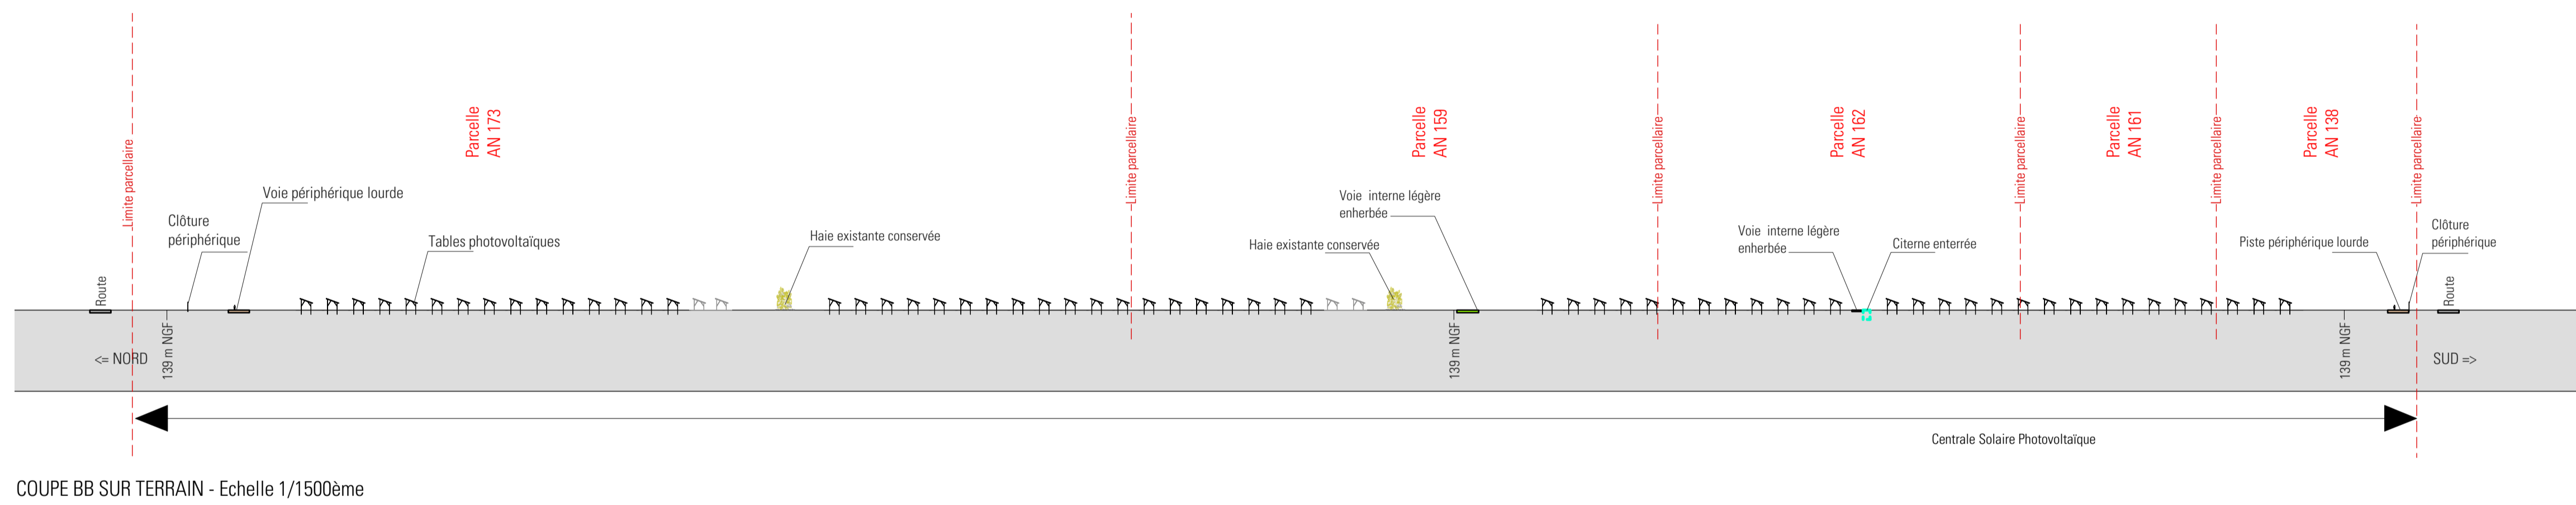 Parcelle
AN 173
Parcelle
AN 159
Parcelle
AN 162
Parcelle
AN 161
Parcelle
AN 138
Limite parcellaire
Limite parcellaire
Limite parcellaire
Limite parcellaire
Limite parcellaire
Limite parcellaire
Voie périphérique lourde
Clôture
périphérique
Tables photovoltaïques
Haie existante conservée
Haie existante conservée
Voie interne légère
enherbée
Voie interne légère
enherbée
Citerne enterrée
Piste périphérique lourde
Clôture
périphérique
Route
Route
<= NORD
139 m NGF
139 m NGF
139 m NGF
SUD =>
Centrale Solaire Photovoltaïque
COUPE BB SUR TERRAIN - Echelle 1/1500ème